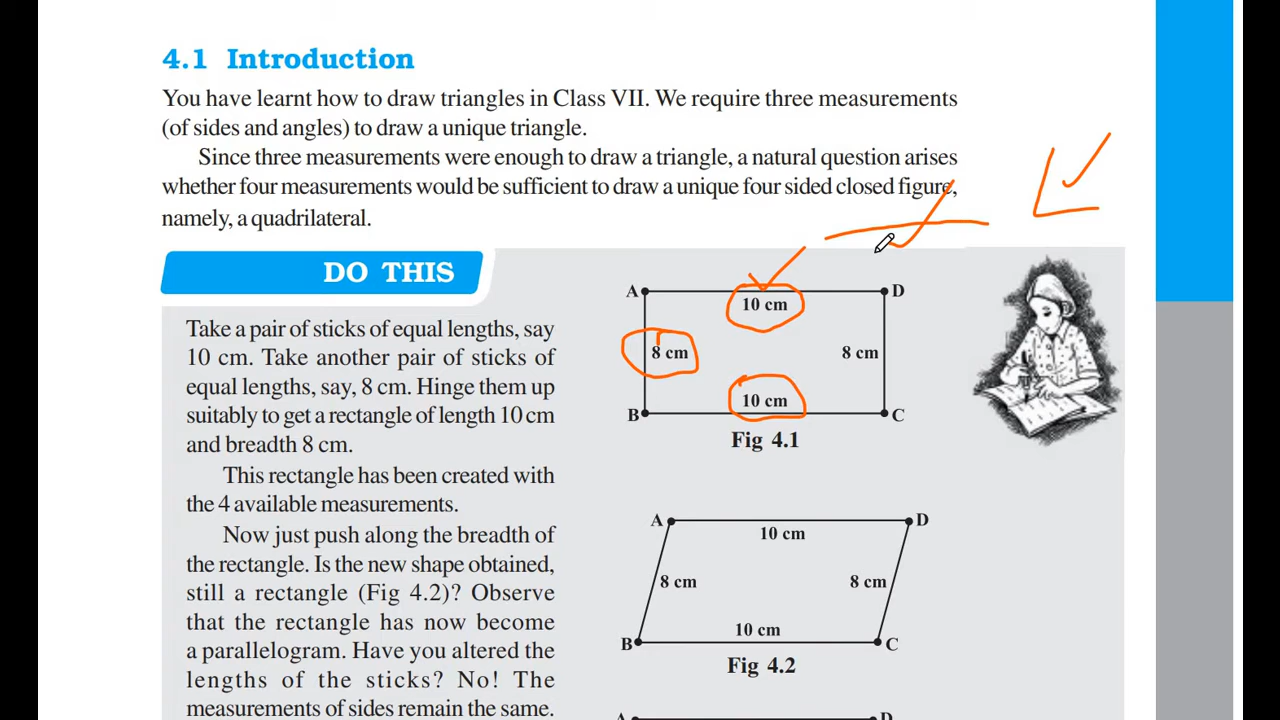 4.1 Introduction
You have learnt how to draw triangles in Class VII. We require three measurements
(of sides and angles) to draw a unique triangle.
Since three measurements were enough to draw a triangle, a natural question arises
whether four measurements would be sufficient to draw a unique four sided closed figure,
namely, a quadrilateral.
DO THIS
Take a pair of sticks of equal lengths, say
10 cm. Take another pair of sticks of
equal lengths, say, 8 cm. Hinge them up
suitably to get a rectangle of length 10 cm
and breadth 8 cm.
This rectangle has been created with
the 4 available measurements.
Now just push along the breadth of
the rectangle. Is the new shape obtained,
still a rectangle (Fig 4.2)? Observe
that the rectangle has now become
a parallelogram. Have you altered the
lengths of the sticks? No! The
measurements of sides remain the same.
A D
10 cm
8 cm 8 cm
10 cm
B C
Fig 4.1
A D
10 cm
8 cm 8 cm
10 cm
B C
Fig 4.2
A D